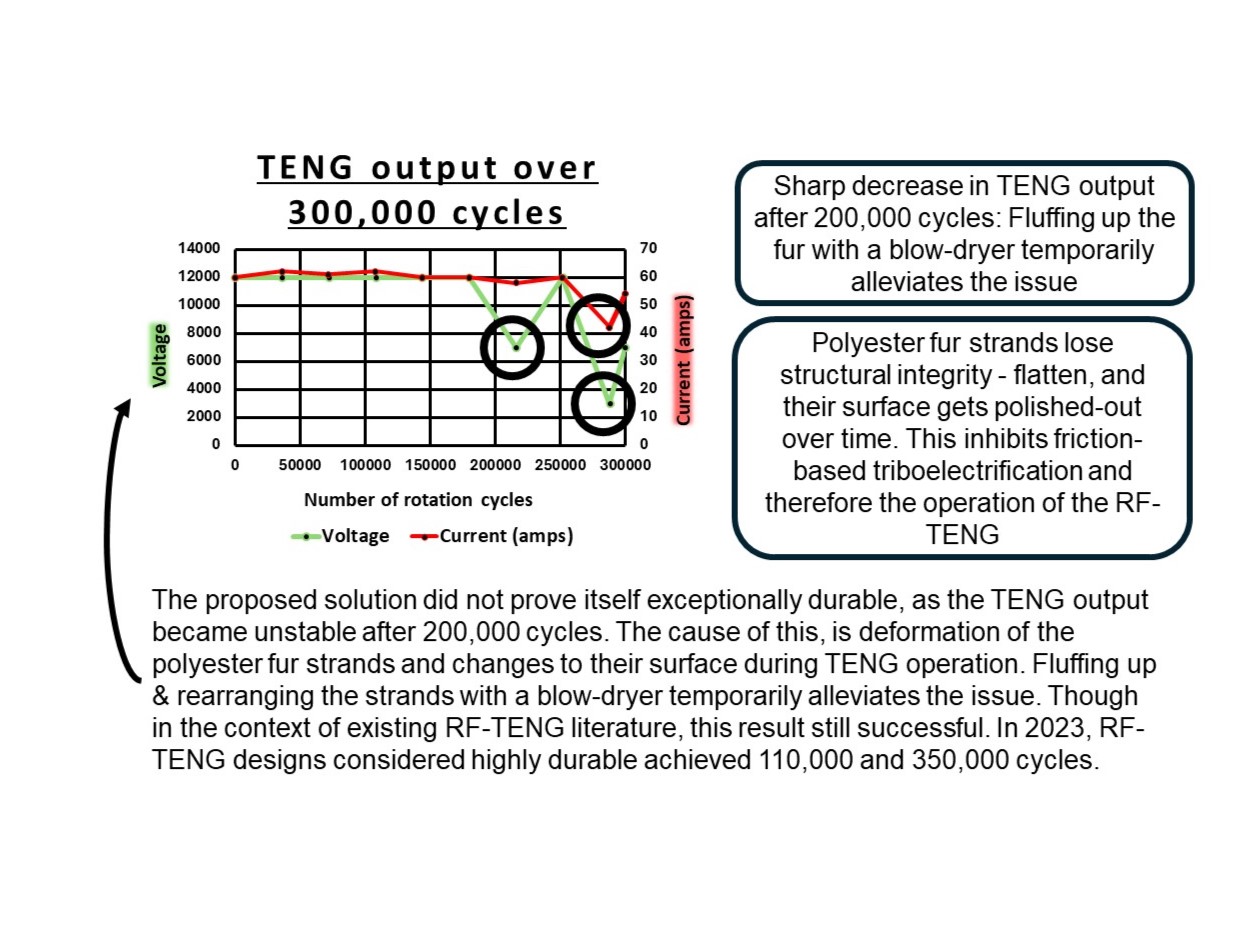 TENG output over
300,000 cycles
14000
12000
10000
8000
6000
4000
2000
0
Voltage
70
60
50
40
30
20
10
0
Current (amps)
0 50000 100000 150000 200000 250000 300000
Number of rotation cycles
Voltage Current (amps)
Sharp decrease in TENG output
after 200,000 cycles: Fluffing up the
fur with a blow-dryer temporarily
alleviates the issue
Polyester fur strands lose
structural integrity - flatten, and
their surface gets polished-out
over time. This inhibits friction-
based triboelectrification and
therefore the operation of the RF-
TENG
The proposed solution did not prove itself exceptionally durable, as the TENG output
became unstable after 200,000 cycles. The cause of this, is deformation of the
polyester fur strands and changes to their surface during TENG operation. Fluffing up
& rearranging the strands with a blow-dryer temporarily alleviates the issue. Though
in the context of existing RF-TENG literature, this result still successful. In 2023, RF-
TENG designs considered highly durable achieved 110,000 and 350,000 cycles.